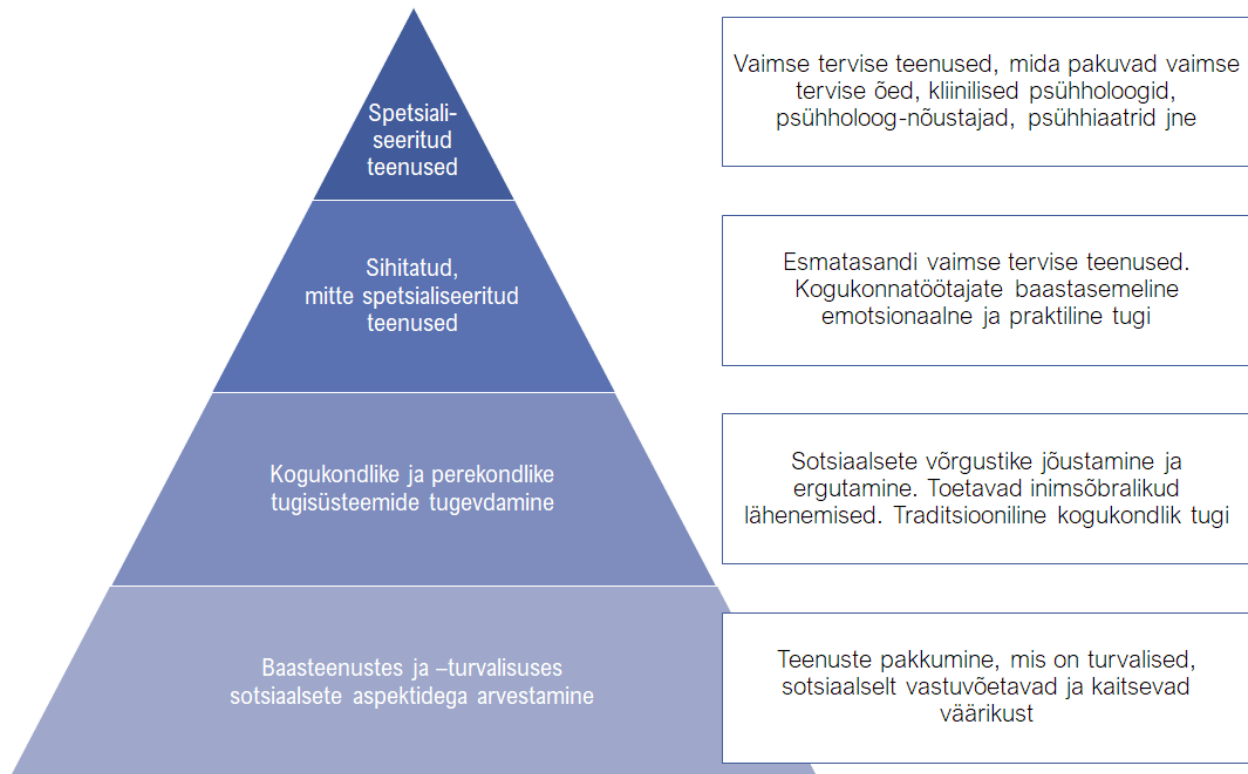 Spetsiali-
seeritud
teenused
Vaimse tervise teenused, mida pakuvad vaimse
tervise õed, kliinilised psühholoogid,
psühholoog-nõustajad, psühhiaatrid jne
Sihitatud,
mitte spetsialiseeritud
teenused
Esmatasandi vaimse tervise teenused.
Kogukonnatöötajate baastasemeline
emotsionaalne ja praktiline tugi
Kogukondlike ja perekondlike
tugisüsteemide tugevdamine
Sotsiaalsete võrgustike jõustamine ja
ergutamine. Toetavad inimsõbralikud
lähenemised. Traditsiooniline kogukondlik tugi
Baasteenustes ja –turvalisuses
sotsiaalsete aspektidega arvestamine
Teenuste pakkumine, mis on turvalised,
sotsiaalselt vastuvõetavad ja kaitsevad
väärikust